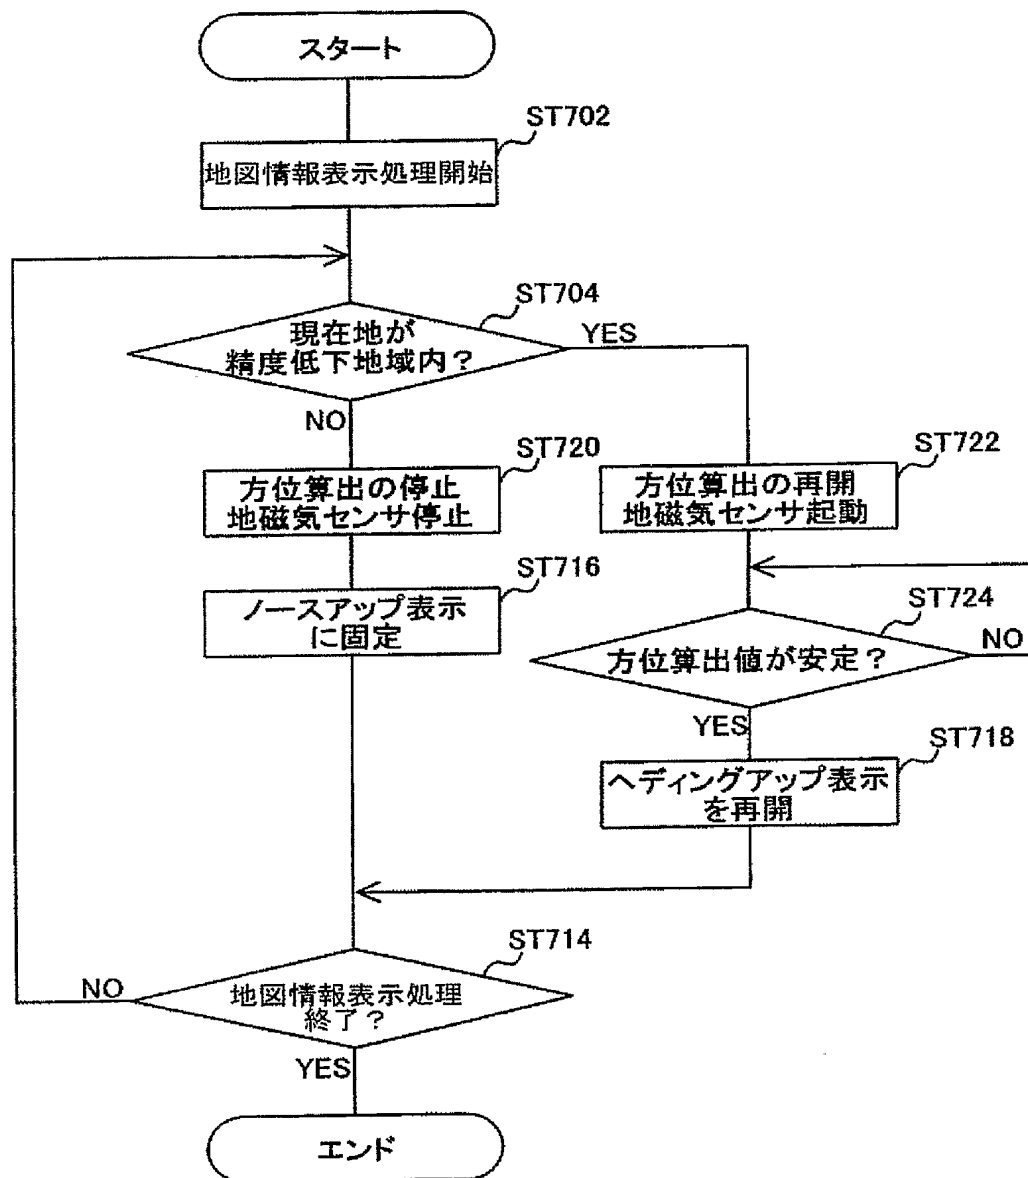 スタート
ST702
地図情報表示処理開始
ST704
現在地が
精度低下地域内？
YES
NO
ST720
方位算出の停止
地磁気センサ停止
ST722
方位算出の再開
地磁気センサ起動
ST716
ノースアップ表示
に固定
ST724
方位算出値が安定？
NO
YES
ST718
ヘディングアップ表示
を再開
ST714
地図情報表示処理
終了？
NO
YES
エンド